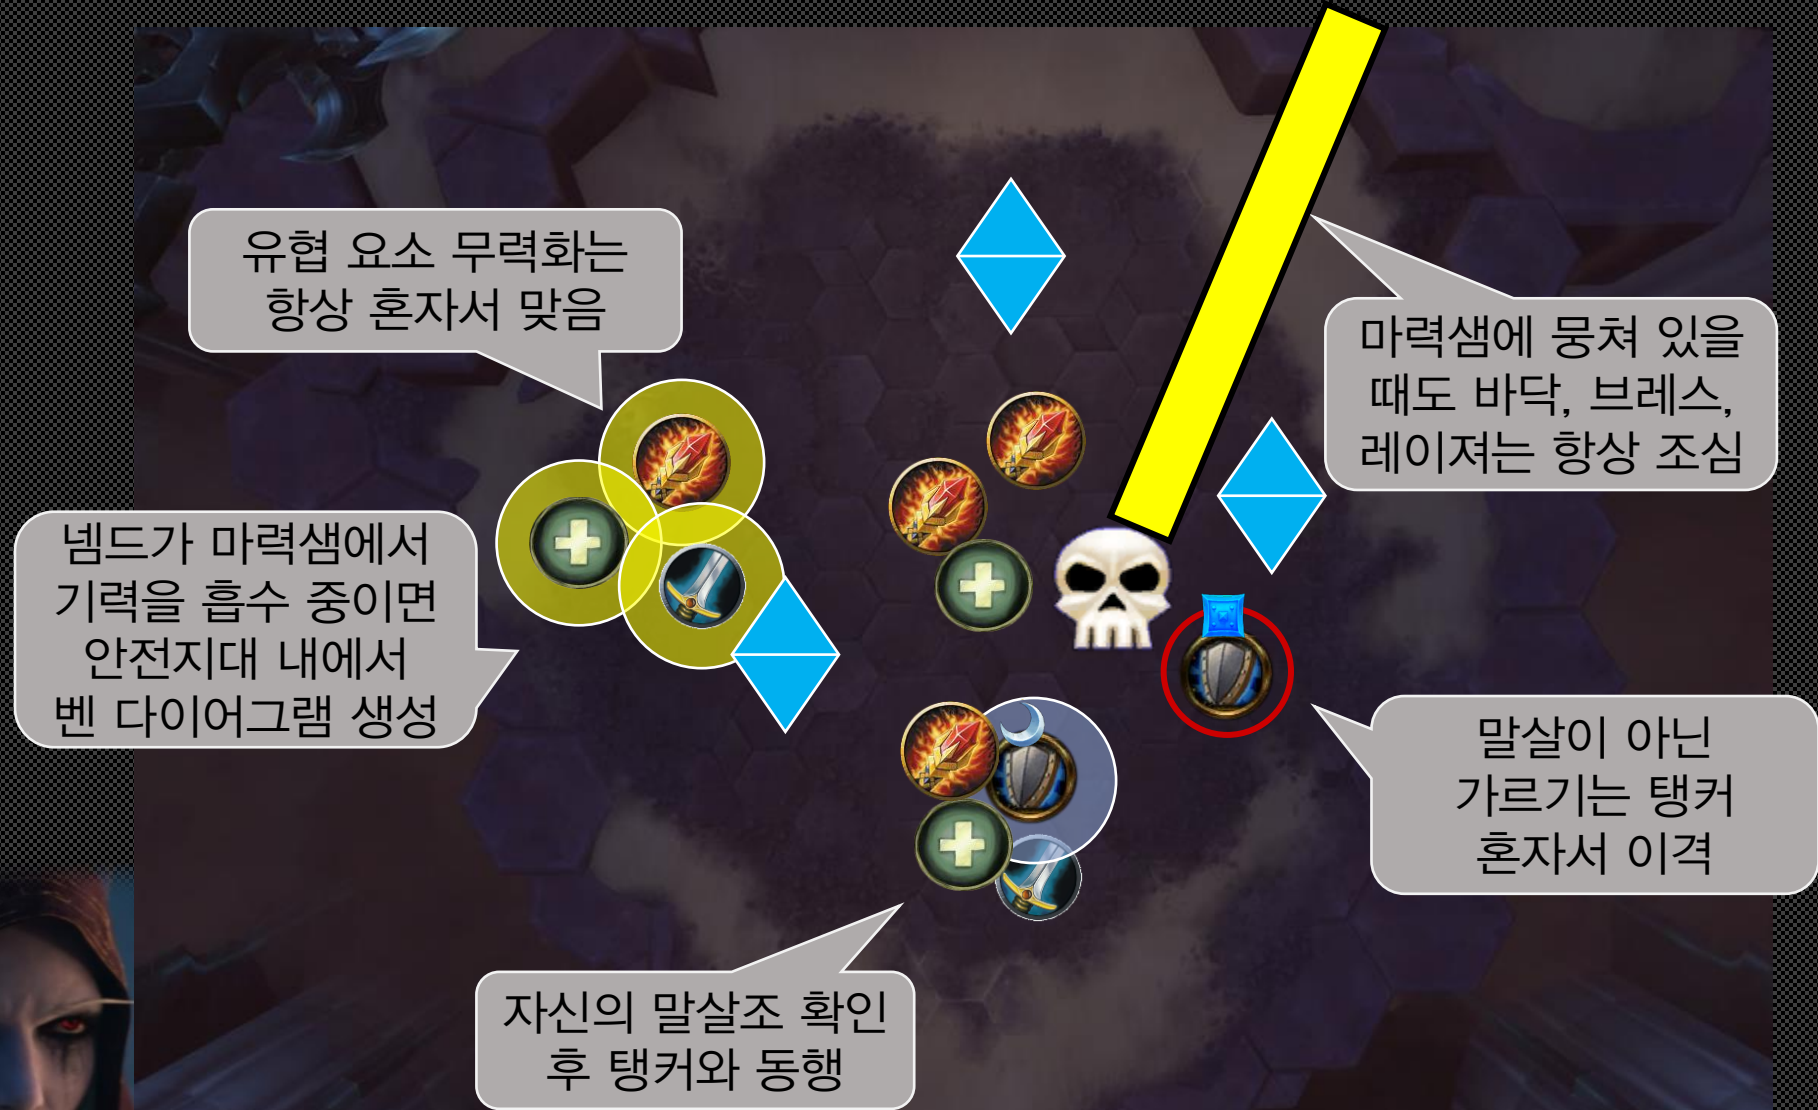 유협 요소 무력화는
항상 혼자서 맞음
마력샘에 뭉쳐 있을
때도 바닥, 브레스,
레이져는 항상 조심
넴드가 마력샘에서
기력을 흡수 중이면
안전지대 내에서
벤 다이어그램 생성
말살이 아닌
가르기는 탱커
혼자서 이격
자신의 말살조 확인
후 탱커와 동행